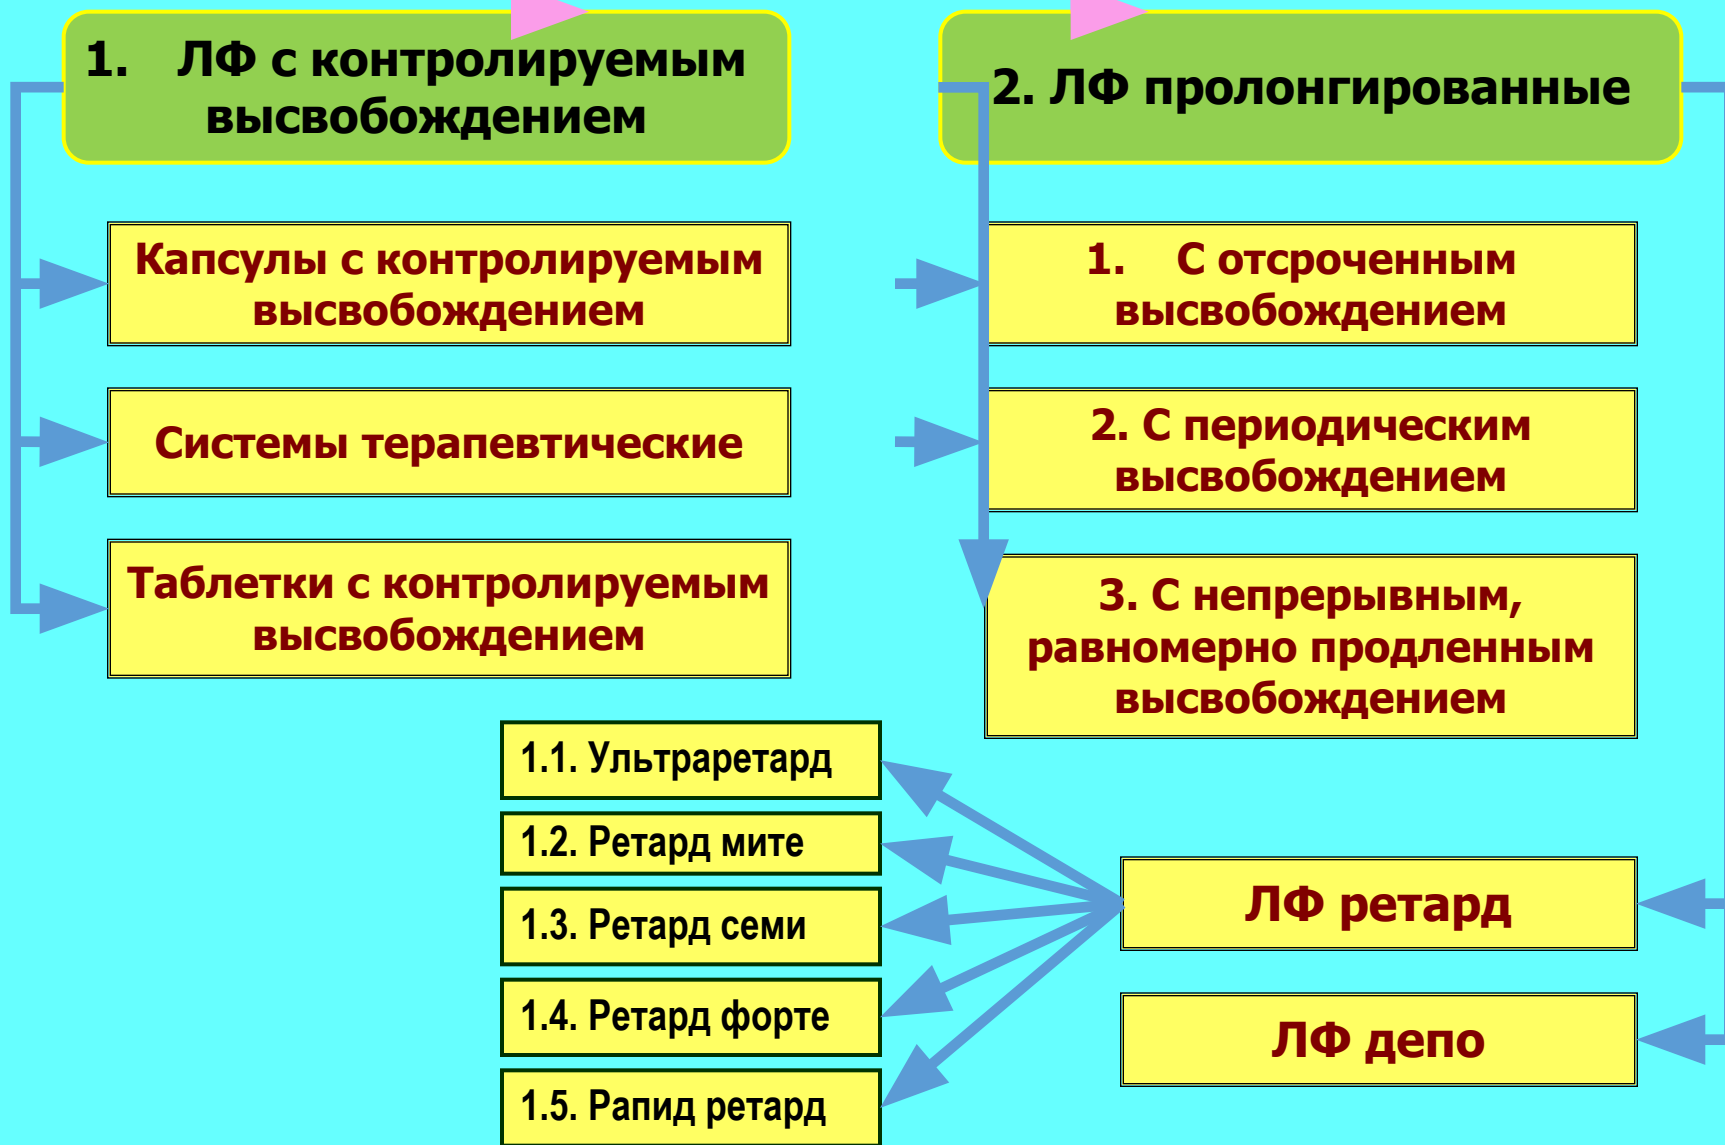 1. ЛФ с контролируемым
высвобождением
2. ЛФ пролонгированные
Капсулы с контролируемым
высвобождением
Системы терапевтические
Таблетки с контролируемым
высвобождением
1. С отсроченным
высвобождением
2. С периодическим
высвобождением
3. С непрерывным,
равномерно продленным
высвобождением
1.1. Ультраретард
1.2. Ретард мите
1.3. Ретард семи
1.4. Ретард форте
1.5. Рапид ретард
ЛФ ретард
ЛФ депо